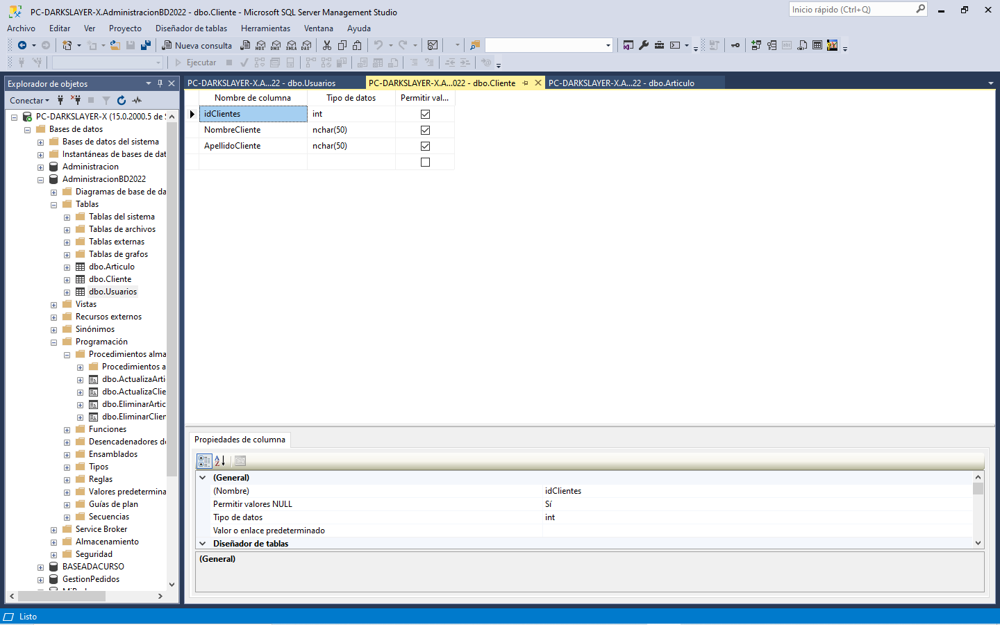 PC-DARKSLAYER-X.AdministracionBD2022 - dbo.Cliente - Microsoft SQL Server Management Studio
Inicio rápido (Ctrl+Q)
Archivo Editar Ver Proyecto Diseñador de tablas Herramientas Ventana Ayuda
Nueva consulta
MDX DMX XMLA DAX
Ejecutar
Explorador de objetos
Conectar
PC-DARKSLAYER-X (15.0.2000.5 de S
Bases de datos
Bases de datos del sistema
Instantáneas de bases de dat
Administracion
AdministracionBD2022
Diagramas de base de da
Tablas
Tablas del sistema
Tablas de archivos
Tablas externas
Tablas de grafos
dbo.Articulo
dbo.Cliente
dbo.Usuarios
Vistas
Recursos externos
Sinónimos
Programación
Procedimientos alma
Procedimientos a
dbo.ActualizaArti
dbo.ActualizaClie
dbo.EliminarArtic
dbo.EliminarClien
Funciones
Desencadenadores de
Ensamblados
Tipos
Reglas
Valores predetermina
Guías de plan
Secuencias
Service Broker
Almacenamiento
Seguridad
BASEADACURSO
GestionPedidos
PC-DARKSLAYER-X.A...22 - dbo.Usuarios
PC-DARKSLAYER-X.A...022 - dbo.Cliente
PC-DARKSLAYER-X.A...22 - dbo.Articulo
Nombre de columna Tipo de datos Permitir val...
idClientes int
NombreCliente nchar(50)
ApellidoCliente nchar(50)
Propiedades de columna
(General)
(Nombre) idClientes
Permitir valores NULL Sí
Tipo de datos int
Valor o enlace predeterminado
Diseñador de tablas
(General)
Listo